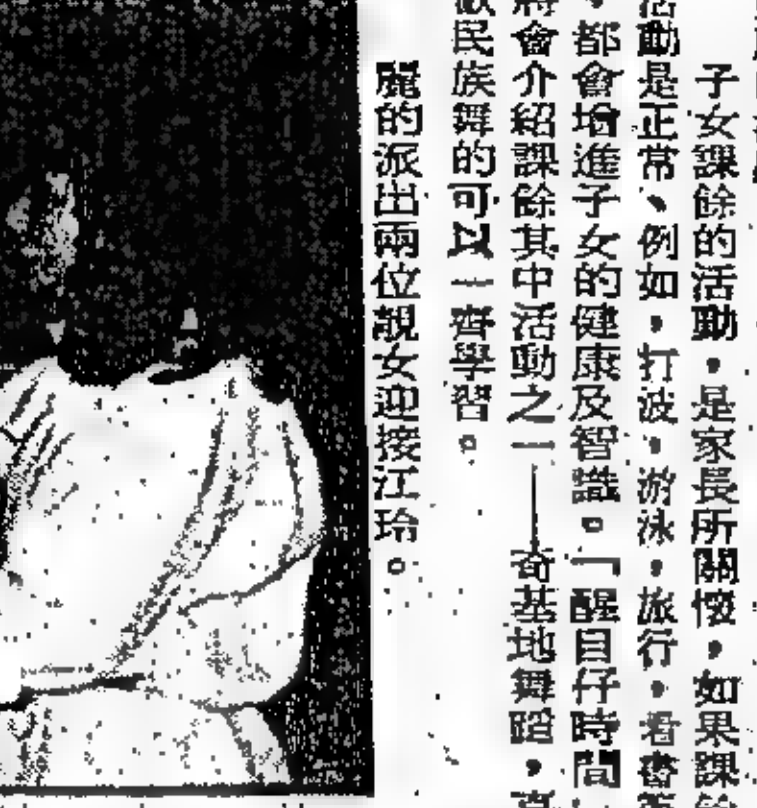 子女課餘的活動，是家長所關懷，如果課餘
活動是正常、例如，打波，游泳，旅行，看書等
，都會增進子女的健康及智識。「醒目仔時間
將會介紹課餘其中活動之一——奇基地舞蹈，喜
歡民族舞的可以一齊學習。
麗的派出兩位靚女迎接江玲。